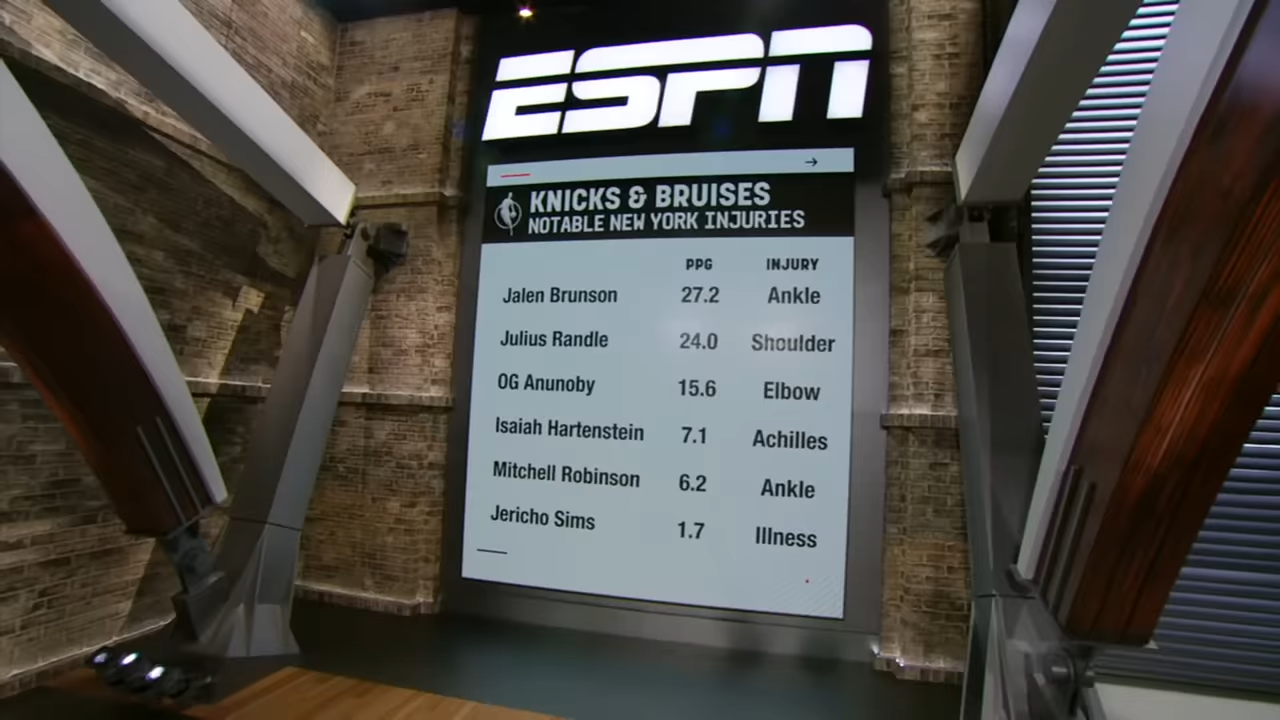 ESPN
→
KNICKS & BRUISES
NOTABLE NEW YORK INJURIES
PPG INJURY
Jalen Brunson 27.2 Ankle
Julius Randle 24.0 Shoulder
OG Anunoby 15.6 Elbow
Isaiah Hartenstein 7.1 Achilles
Mitchell Robinson 6.2 Ankle
Jericho Sims 1.7 Illness